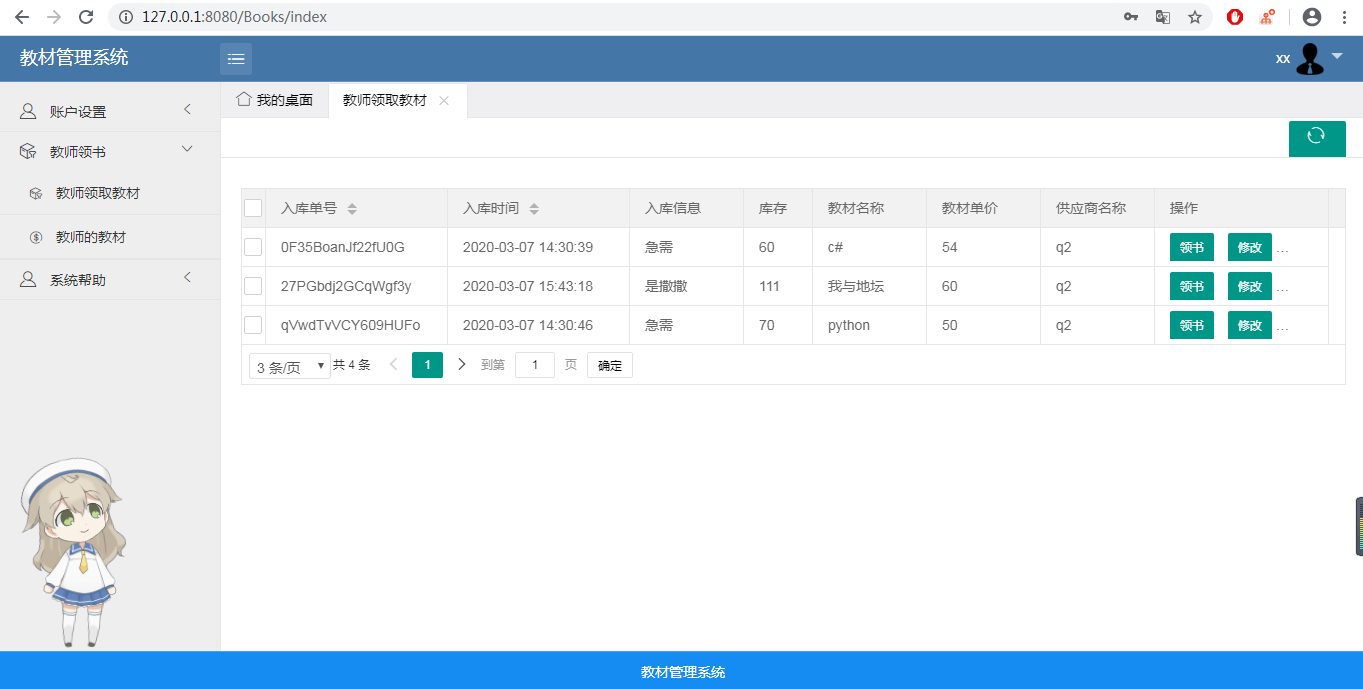 127.0.0.1:8080/Books/index
教材管理系统
xx
账户设置
教师领书
教师领取教材
教师的教材
系统帮助
我的桌面 教师领取教材
入库单号 入库时间 入库信息 库存 教材名称 教材单价 供应商名称 操作
0F35BoanJf22fU0G 2020-03-07 14:30:39 急需 60 c# 54 q2 领书 修改 ...
27PGbdj2GCqWgf3y 2020-03-07 15:43:18 是撒撒 111 我与地坛 60 q2 领书 修改 ...
qVwdTvVCY609HUFo 2020-03-07 14:30:46 急需 70 python 50 q2 领书 修改 ...
3 条/页 共 4 条 1 到第 1 页 确定
教材管理系统